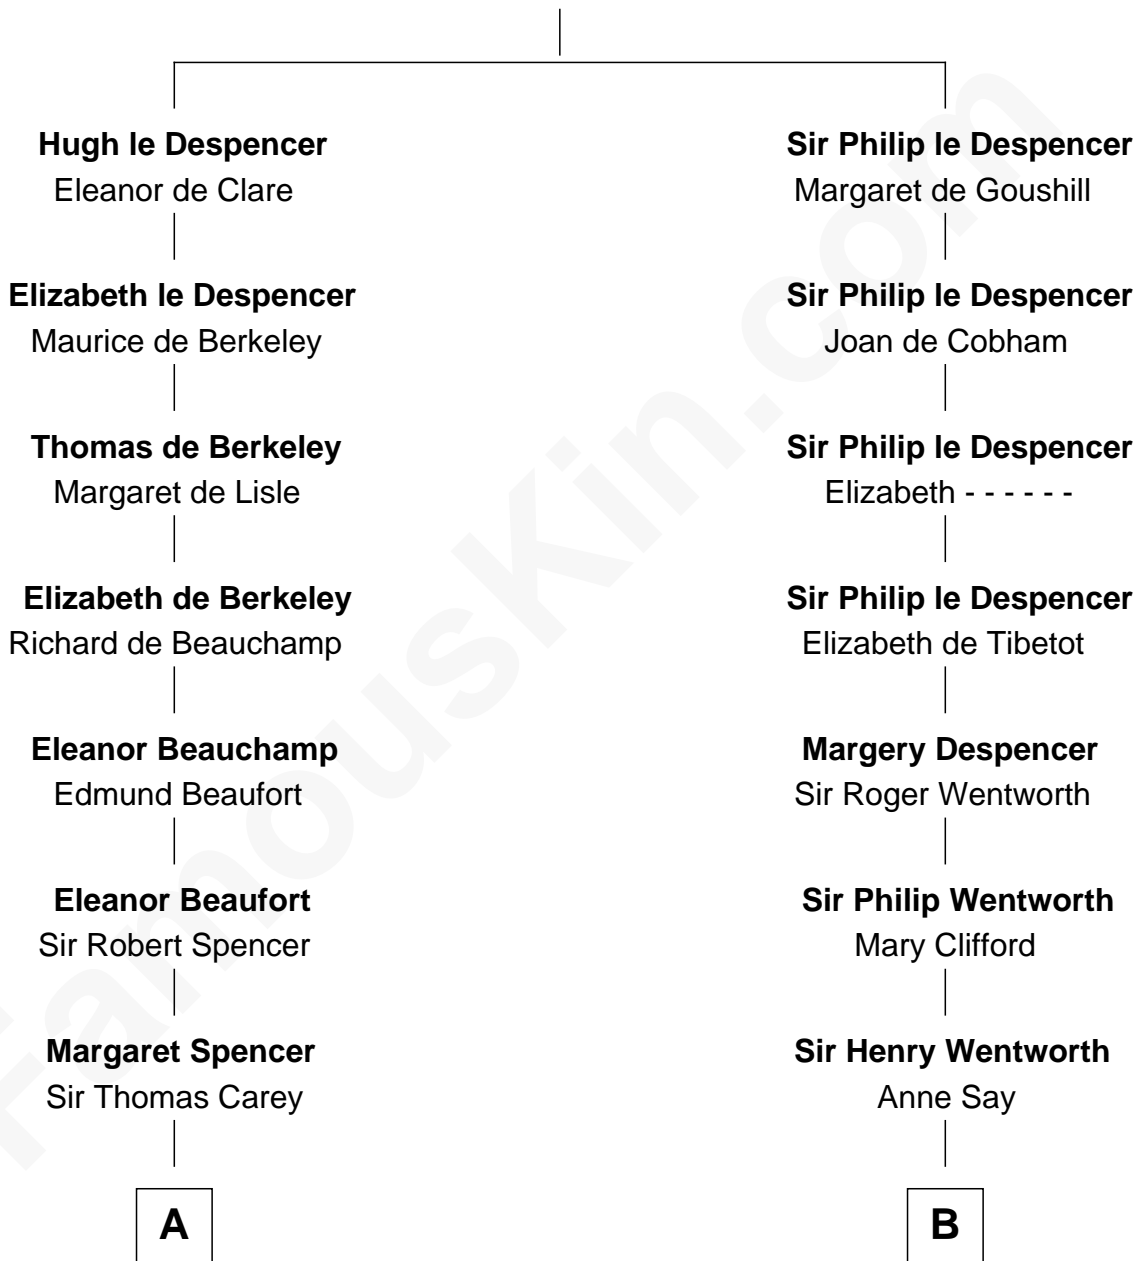 Hugh le Despencer
Eleanor de Clare
Elizabeth le Despencer
Maurice de Berkeley
Thomas de Berkeley
Margaret de Lisle
Elizabeth de Berkeley
Richard de Beauchamp
Eleanor Beauchamp
Edmund Beaufort
Eleanor Beaufort
Sir Robert Spencer
Margaret Spencer
Sir Thomas Carey
A
Sir Philip le Despencer
Margaret de Goushill
Sir Philip le Despencer
Joan de Cobham
Sir Philip le Despencer
Elizabeth - - - - - -
Sir Philip le Despencer
Elizabeth de Tibetot
Margery Despencer
Sir Roger Wentworth
Sir Philip Wentworth
Mary Clifford
Sir Henry Wentworth
Anne Say
B
FamousKin.com